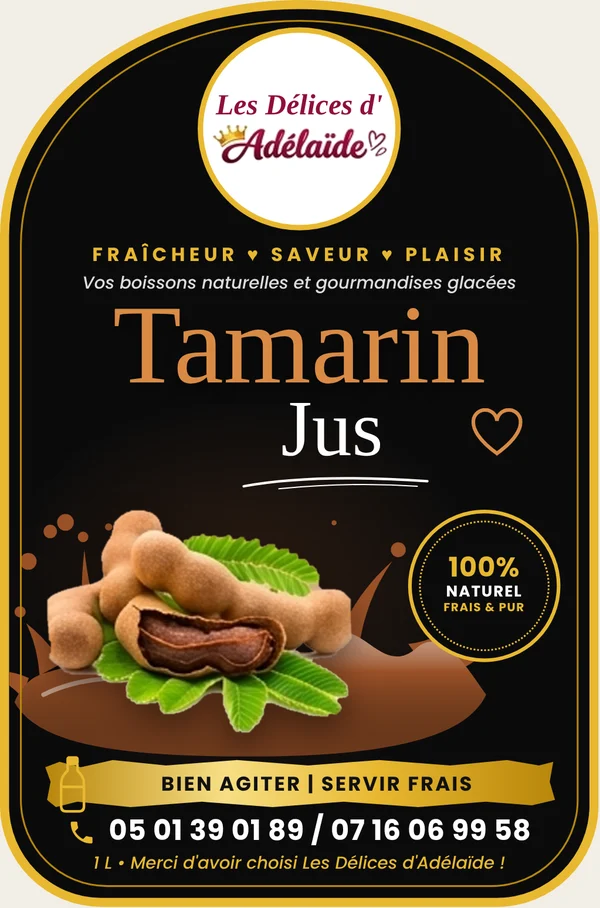 Les Délices d'
Adélaïde
FRAÎCHEUR ♥ SAVEUR ♥ PLAISIR
Vos boissons naturelles et gourmandises glacées
Tamarin
Jus
100%
NATUREL
FRAIS & PUR
BIEN AGITER | SERVIR FRAIS
05 01 39 01 89 / 07 16 06 99 58
1 L • Merci d'avoir choisi Les Délices d'Adélaïde !